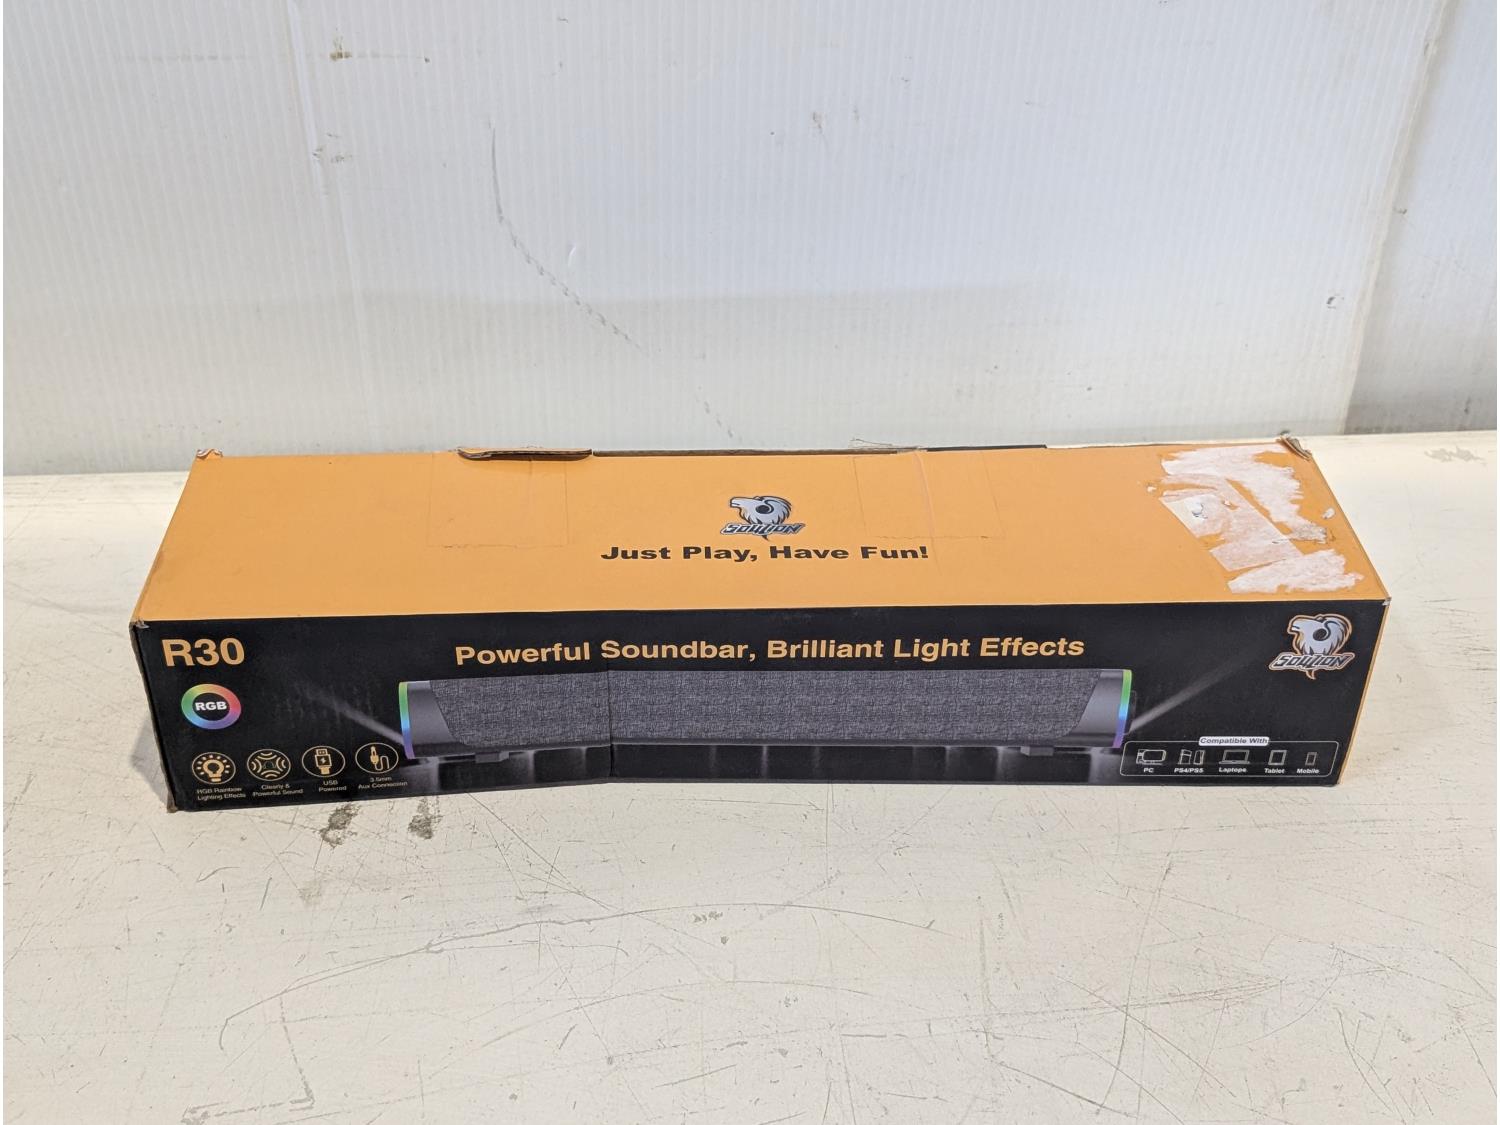 SOULION
Just Play, Have Fun!
R30
Powerful Soundbar, Brilliant Light Effects
SOULION
RGB
RGB Rainbow
Lighting Effects
Clearly &
Powerful Sound
USB
Powered
3.5mm
Aux Connection
Compatible With
PC
PS4/PS5
Laptops
Tablet
Mobile